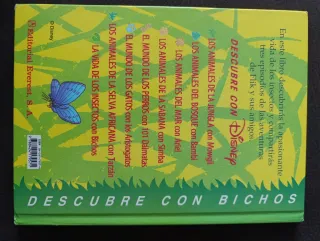 En este libro descubrirás la apasionante
vida de los insectos y compartirás
tres episodios de las aventuras
de Flik y sus amigos.
DESCUBRE CON DISNEY
LOS ANIMALES DE LA JUNGLA con Mowgli
LOS ANIMALES DEL BOSQUE con Bambi
LOS ANIMALES DEL MAR con Ariel
LOS ANIMALES DE LA SABANA con Simba
EL MUNDO DE LOS PERROS con 101 Dálmatas
EL MUNDO DE LOS GATOS con los Aristogatos
LOS ANIMALES DE LA SELVA AFRICANA con Tarzán
LA VIDA DE LOS INSECTOS con Bichos
© Disney
Editorial Everest, S. A.
DESCUBRE CON BICHOS